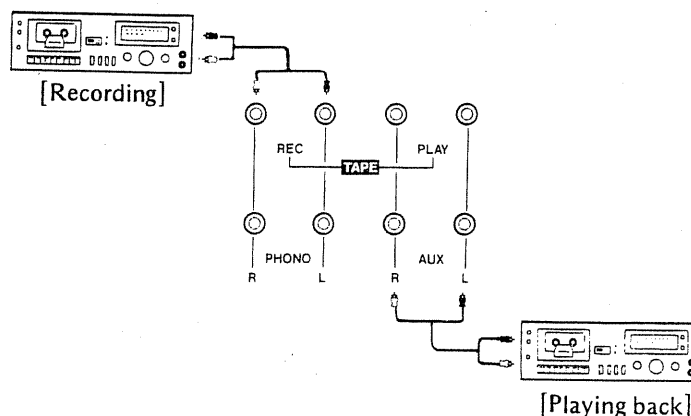 [Recording]
REC TAPE PLAY
PHONO AUX
R L R L
[Playing back]